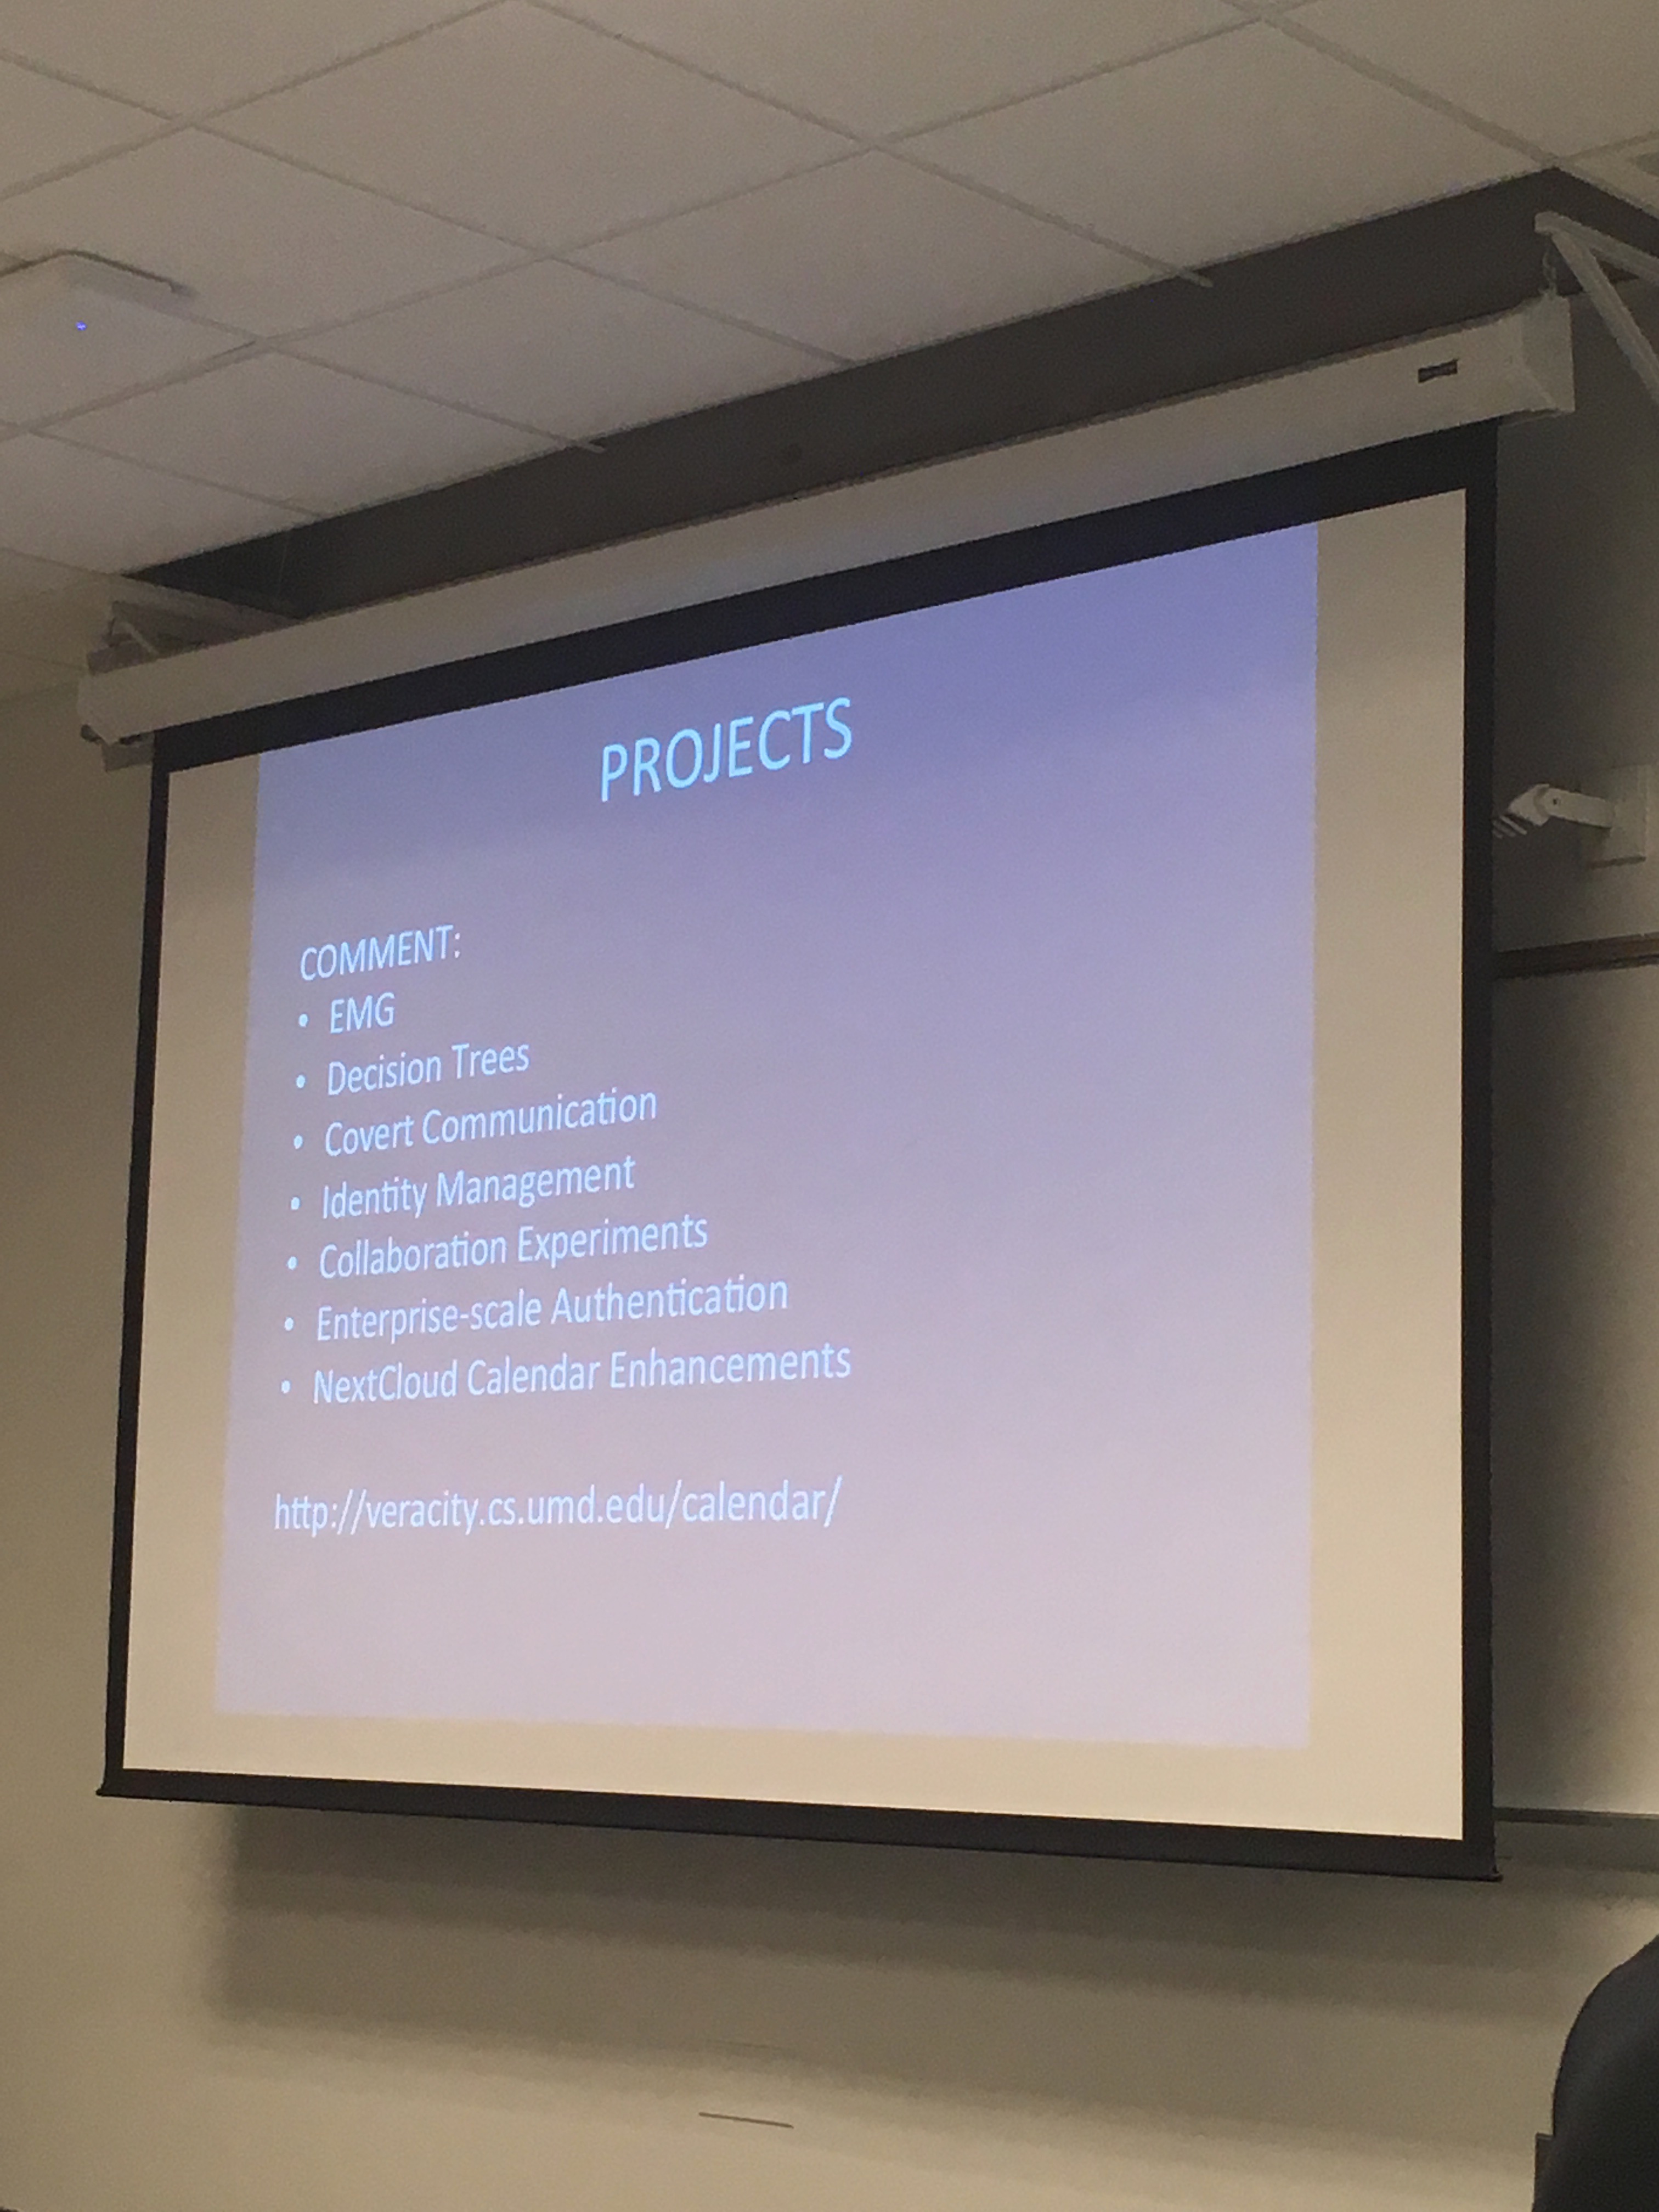 PROJECTS
COMMENT:
• EMG
• Decision Trees
• Covert Communication
• Identity Management
• Collaboration Experiments
• Enterprise-scale Authentication
• NextCloud Calendar Enhancements
http://veracity.cs.umd.edu/calendar/